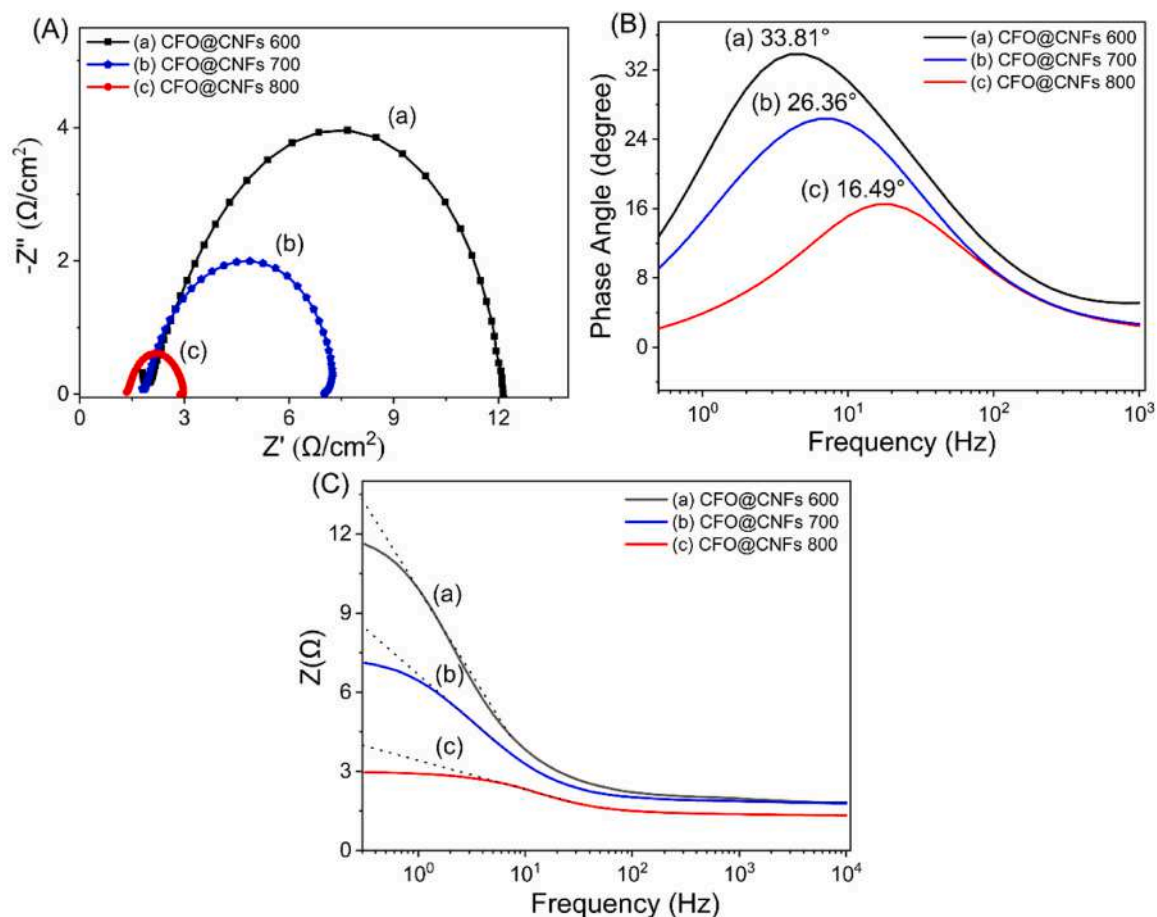 (A)
(a) CFO@CNFs 600
(b) CFO@CNFs 700
(c) CFO@CNFs 800
(a)
(b)
(c)
4
2
0
-Z" (Ω/cm²)
0 3 6 9 12
Z' (Ω/cm²)
(B)
(a) 33.81°
(b) 26.36°
(c) 16.49°
(a) CFO@CNFs 600
(b) CFO@CNFs 700
(c) CFO@CNFs 800
32
24
16
8
0
Phase Angle (degree)
10⁰ 10¹ 10² 10³
Frequency (Hz)
(C)
(a) CFO@CNFs 600
(b) CFO@CNFs 700
(c) CFO@CNFs 800
(a)
(b)
(c)
12
9
6
3
0
Z(Ω)
10⁰ 10¹ 10² 10³ 10⁴
Frequency (Hz)